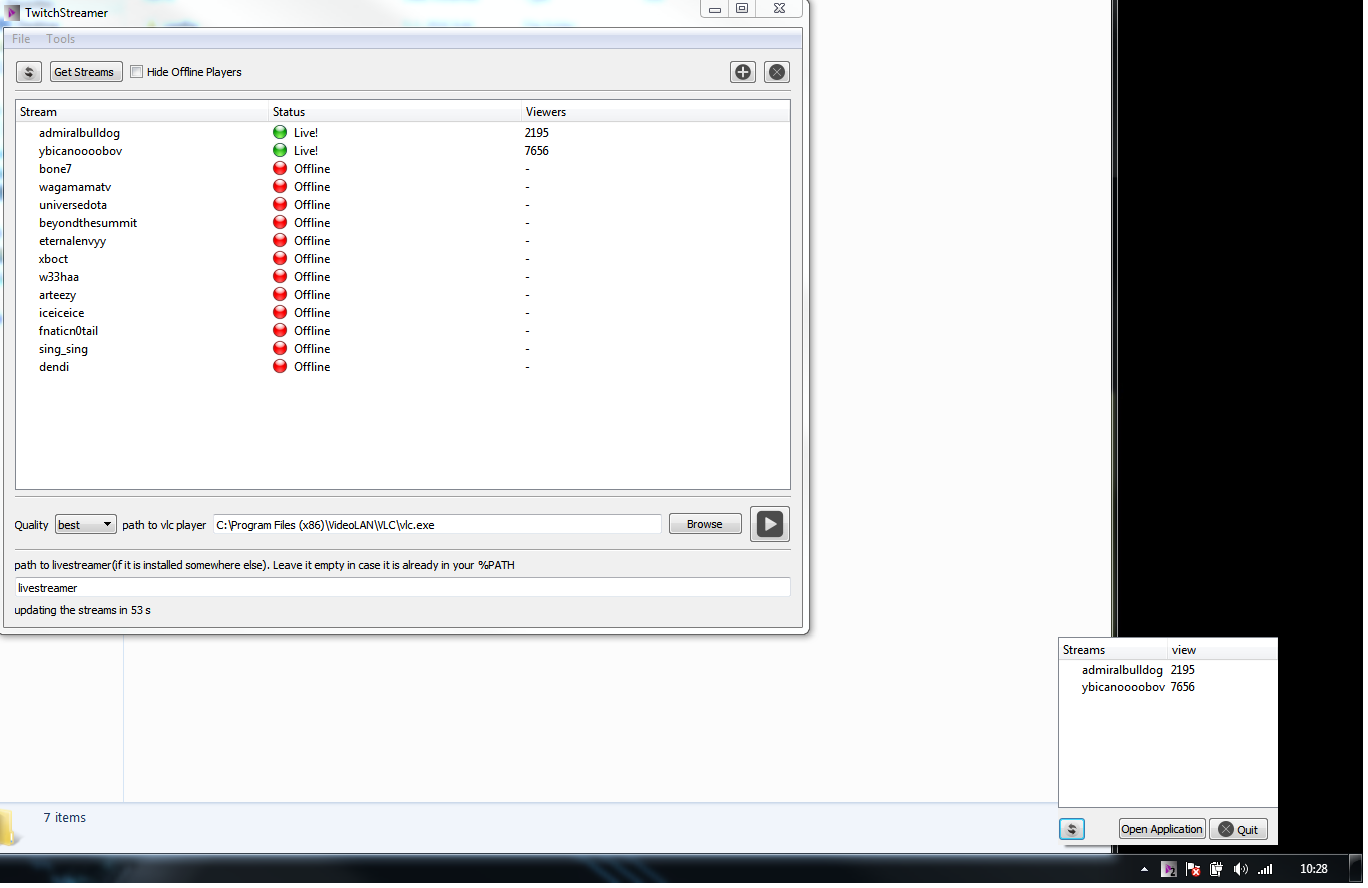 TwitchStreamer
File Tools
Get Streams Hide Offline Players
Stream Status Viewers
admiralbulldog Live! 2195
ybicanoooobov Live! 7656
bone7 Offline -
wagamamatv Offline -
universedota Offline -
beyondthesummit Offline -
eternalenvyy Offline -
xboct Offline -
w33haa Offline -
arteezy Offline -
iceiceice Offline -
fnaticn0tail Offline -
sing_sing Offline -
dendi Offline -
Quality best path to vlc player C:\Program Files (x86)\VideoLAN\VLC\vlc.exe Browse
path to livestreamer(if it is installed somewhere else). Leave it empty in case it is already in your %PATH
livestreamer
updating the streams in 53 s
Streams view
admiralbulldog 2195
ybicanoooobov 7656
Open Application Quit
7 items
2
10:28